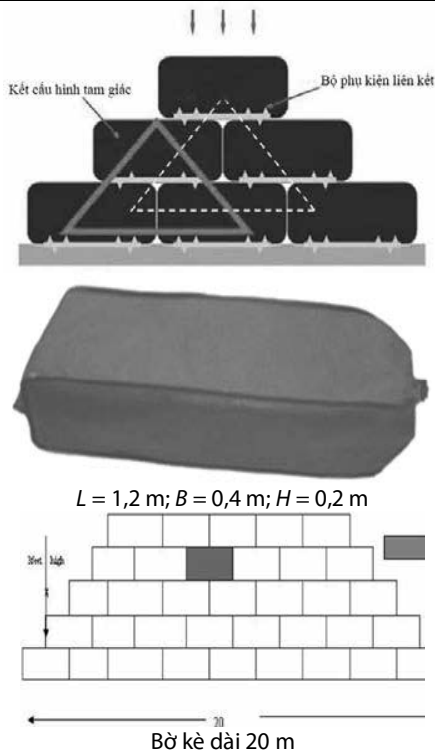 Kết cấu hình tam giác
Bộ phụ kiện liên kết
L = 1,2 m; B = 0,4 m; H = 0,2 m
high
20
Bờ kè dài 20 m